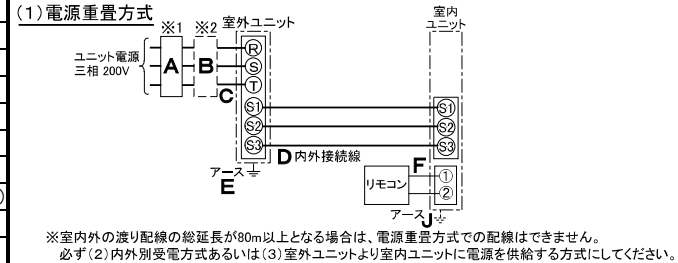 (1)電源重畳方式
※1 ※2 室外ユニット 室内
ユニット
ユニット電源
三相 200V
A B C
R
S
T
S1 S1
S2 S2
S3 S3
D 内外接続線
アース
E
リモコン
F
①
②
アース J
※室内外の渡り配線の総延長が80m以上となる場合は、電源重畳方式での配線はできません。
必ず(2)内外別受電方式あるいは(3)室外ユニットより室内ユニットに電源を供給する方式にしてください。
)